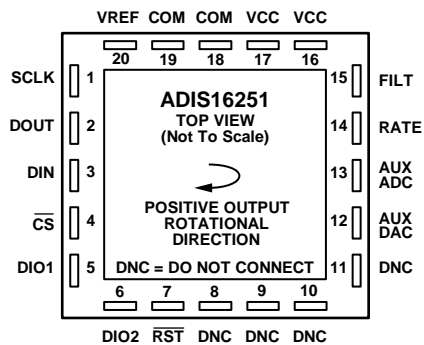 VREF COM COM VCC VCC
20 19 18 17 16
SCLK 1
DOUT 2
DIN 3
CS 4
DIO1 5
ADIS16251
TOP VIEW
(Not To Scale)
POSITIVE OUTPUT
ROTATIONAL
DIRECTION
DNC = DO NOT CONNECT
15 FILT
14 RATE
13 AUX
ADC
12 AUX
DAC
11 DNC
6 7 8 9 10
DIO2 RST DNC DNC DNC